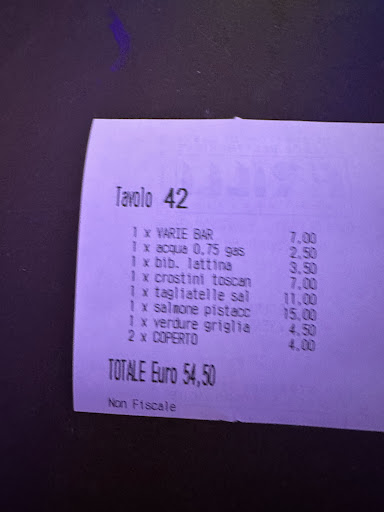 Tavolo 42
1 x VARIE BAR 7,00
1 x acqua 0,75 gas 2,50
1 x bib. lattina 3,50
1 x crostini toscan 7,00
1 x tagliatelle sal 11,00
1 x salmone pistacc 15,00
1 x verdure griglia 4,50
2 x COPERTO 4,00
TOTALE Euro 54,50
Non Fiscale